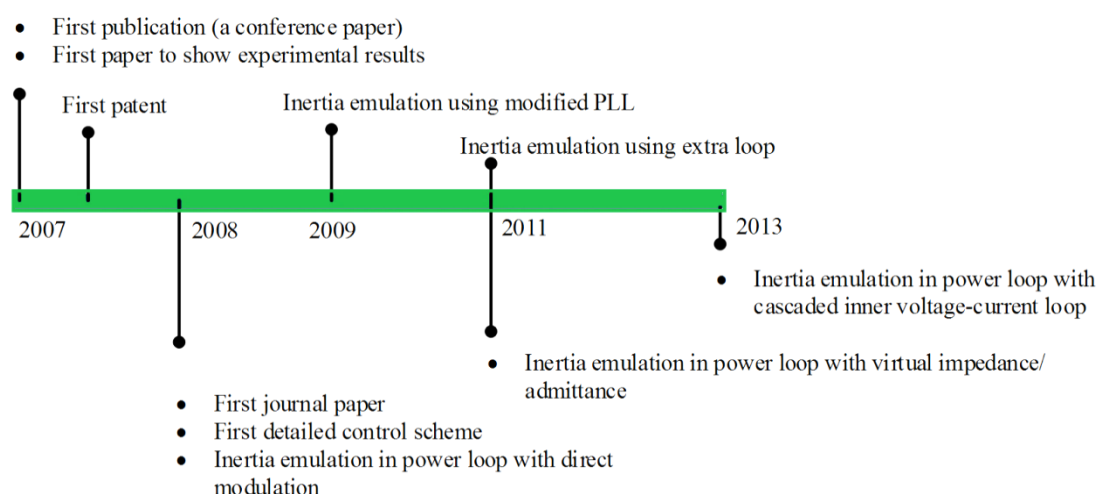 • First publication (a conference paper)
• First paper to show experimental results
First patent
Inertia emulation using modified PLL
Inertia emulation using extra loop
2007
2008
2009
2011
2013
• Inertia emulation in power loop with
cascaded inner voltage-current loop
• Inertia emulation in power loop with virtual impedance/
admittance
• First journal paper
• First detailed control scheme
• Inertia emulation in power loop with direct
modulation